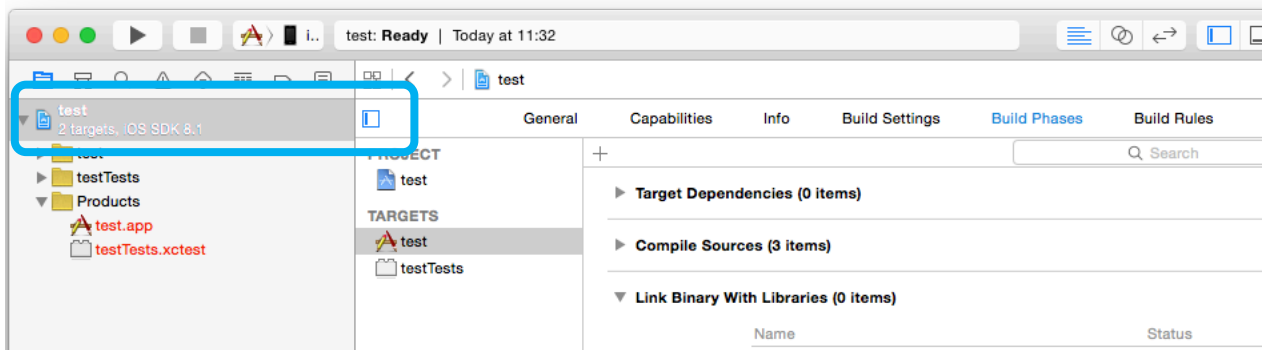 i.. test: Ready | Today at 11:32
test
test
2 targets, iOS SDK 8.1
General Capabilities Info Build Settings Build Phases Build Rules
test
PROJECT
+ Search
testTests
test
Target Dependencies (0 items)
Products
TARGETS
test.app
test
Compile Sources (3 items)
testTests.xctest
testTests
Link Binary With Libraries (0 items)
Name Status